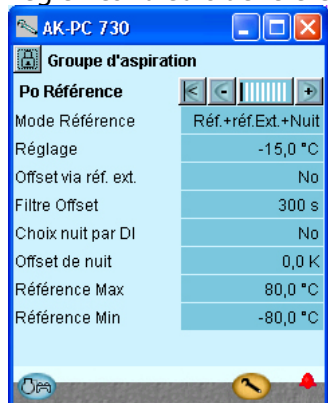 AK-PC 730
Groupe d'aspiration
Po Référence
Mode Référence Réf.+réf.Ext.+Nuit
Réglage -15,0 °C
Offset via réf. ext. No
Filtre Offset 300 s
Choix nuit par DI No
Offset de nuit 0,0 K
Référence Max 80,0 °C
Référence Min -80,0 °C